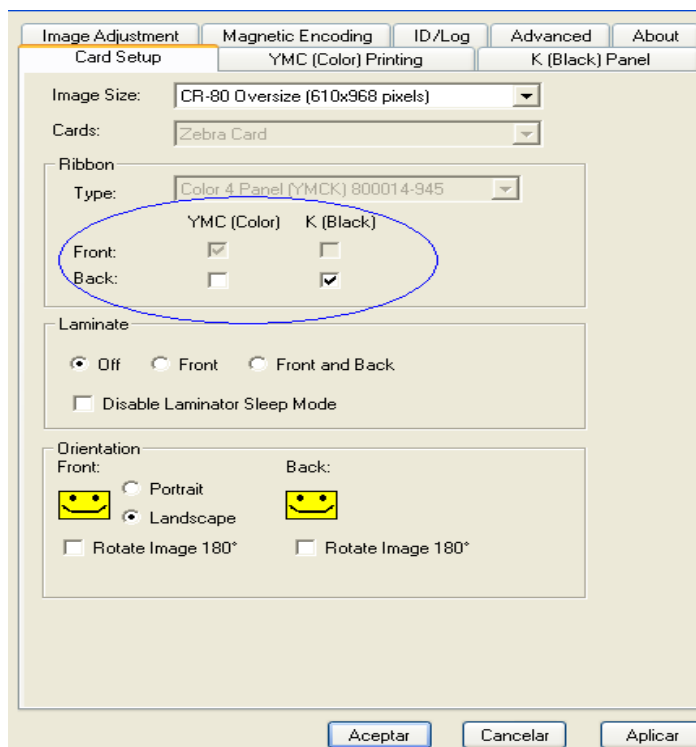 Image Adjustment Magnetic Encoding ID/Log Advanced About
Card Setup YMC (Color) Printing K (Black) Panel
Image Size: CR-80 Oversize (610x968 pixels)
Cards: Zebra Card
Ribbon
Type: Color 4 Panel (YMCK) 800014-945
YMC (Color) K (Black)
Front:
Back:
Laminate
Off Front Front and Back
Disable Laminator Sleep Mode
Orientation
Front: Back:
Portrait
Landscape
Rotate Image 180° Rotate Image 180°
Aceptar Cancelar Aplicar